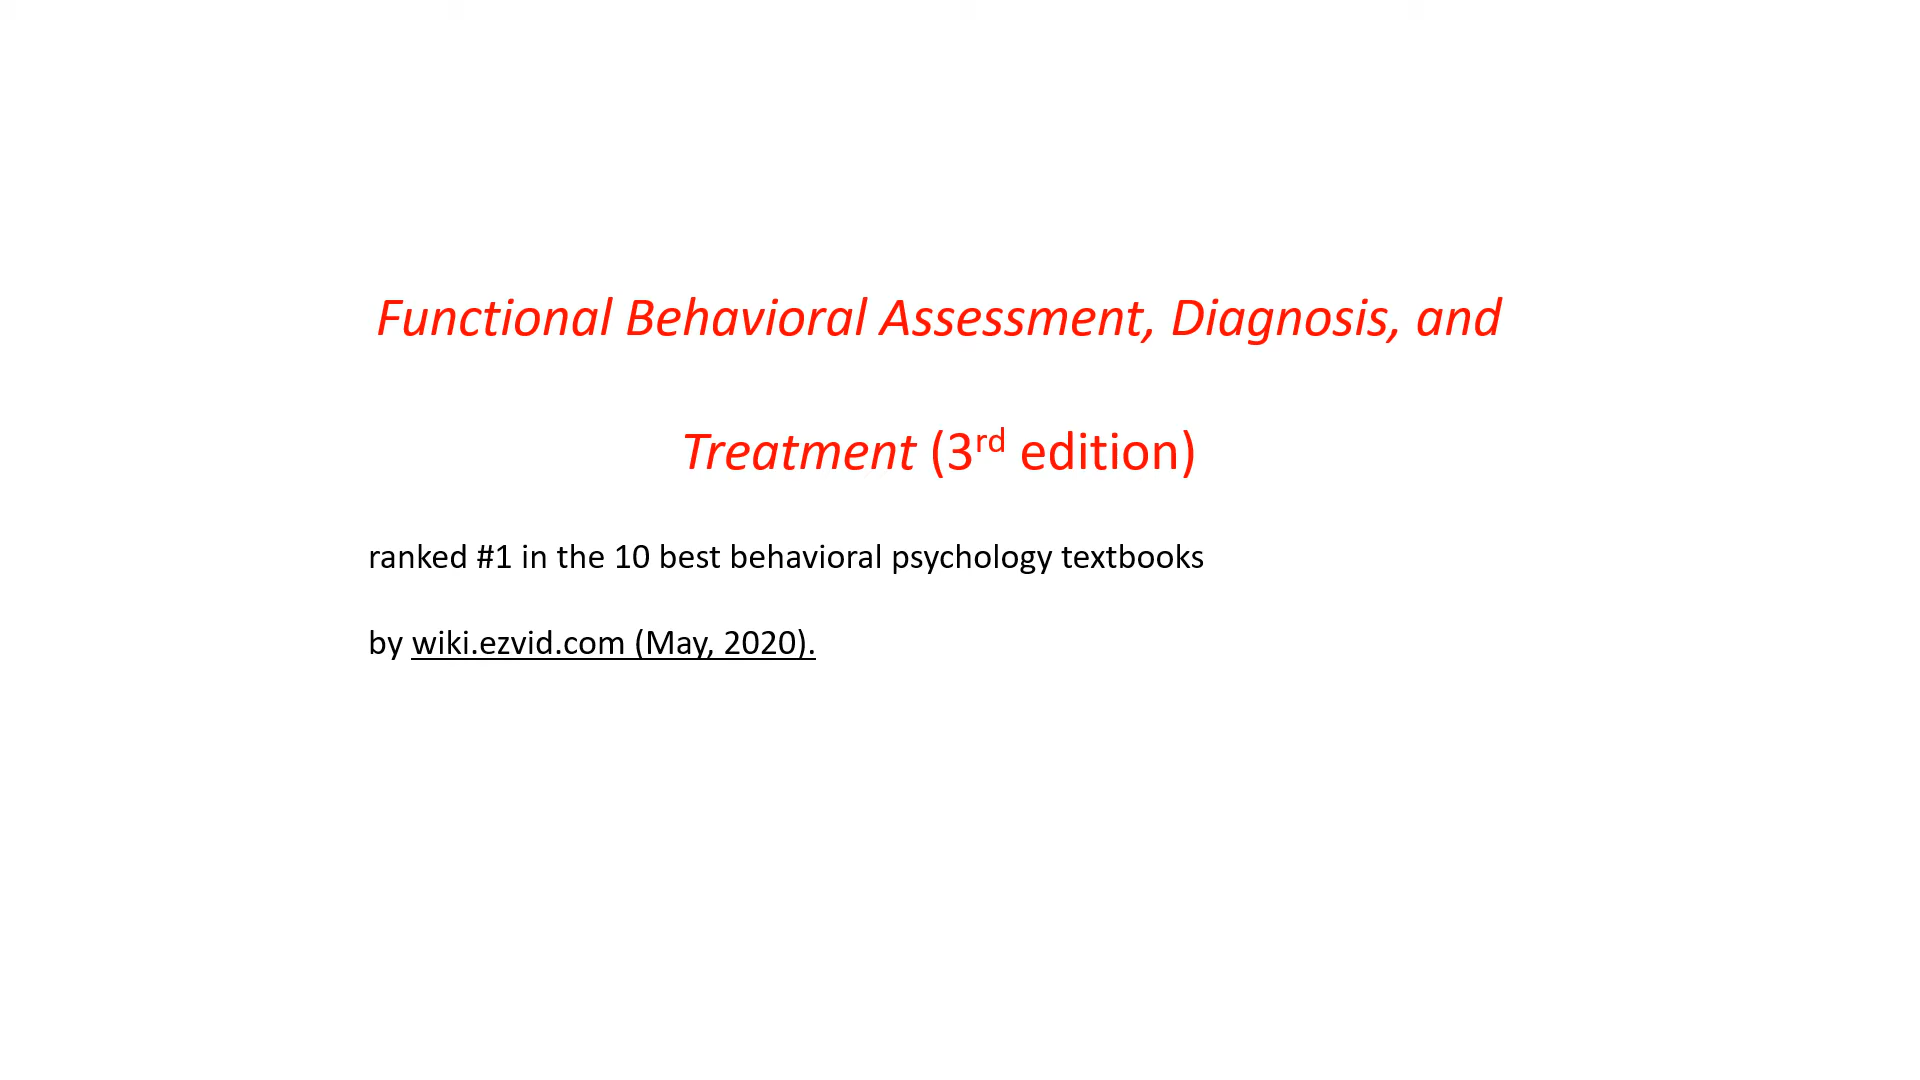 Functional Behavioral Assessment, Diagnosis, and
Treatment (3rd edition)
ranked #1 in the 10 best behavioral psychology textbooks
by wiki.ezvid.com (May, 2020).